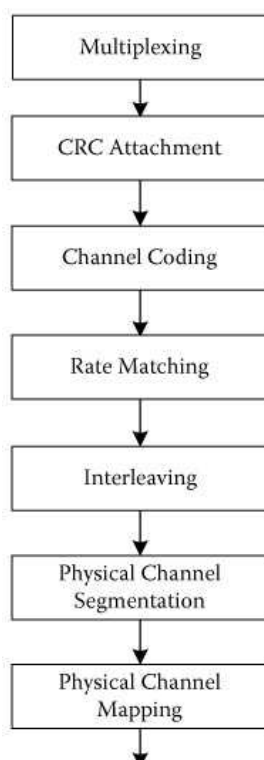 Multiplexing
CRC Attachment
Channel Coding
Rate Matching
Interleaving
Physical Channel
Segmentation
Physical Channel
Mapping